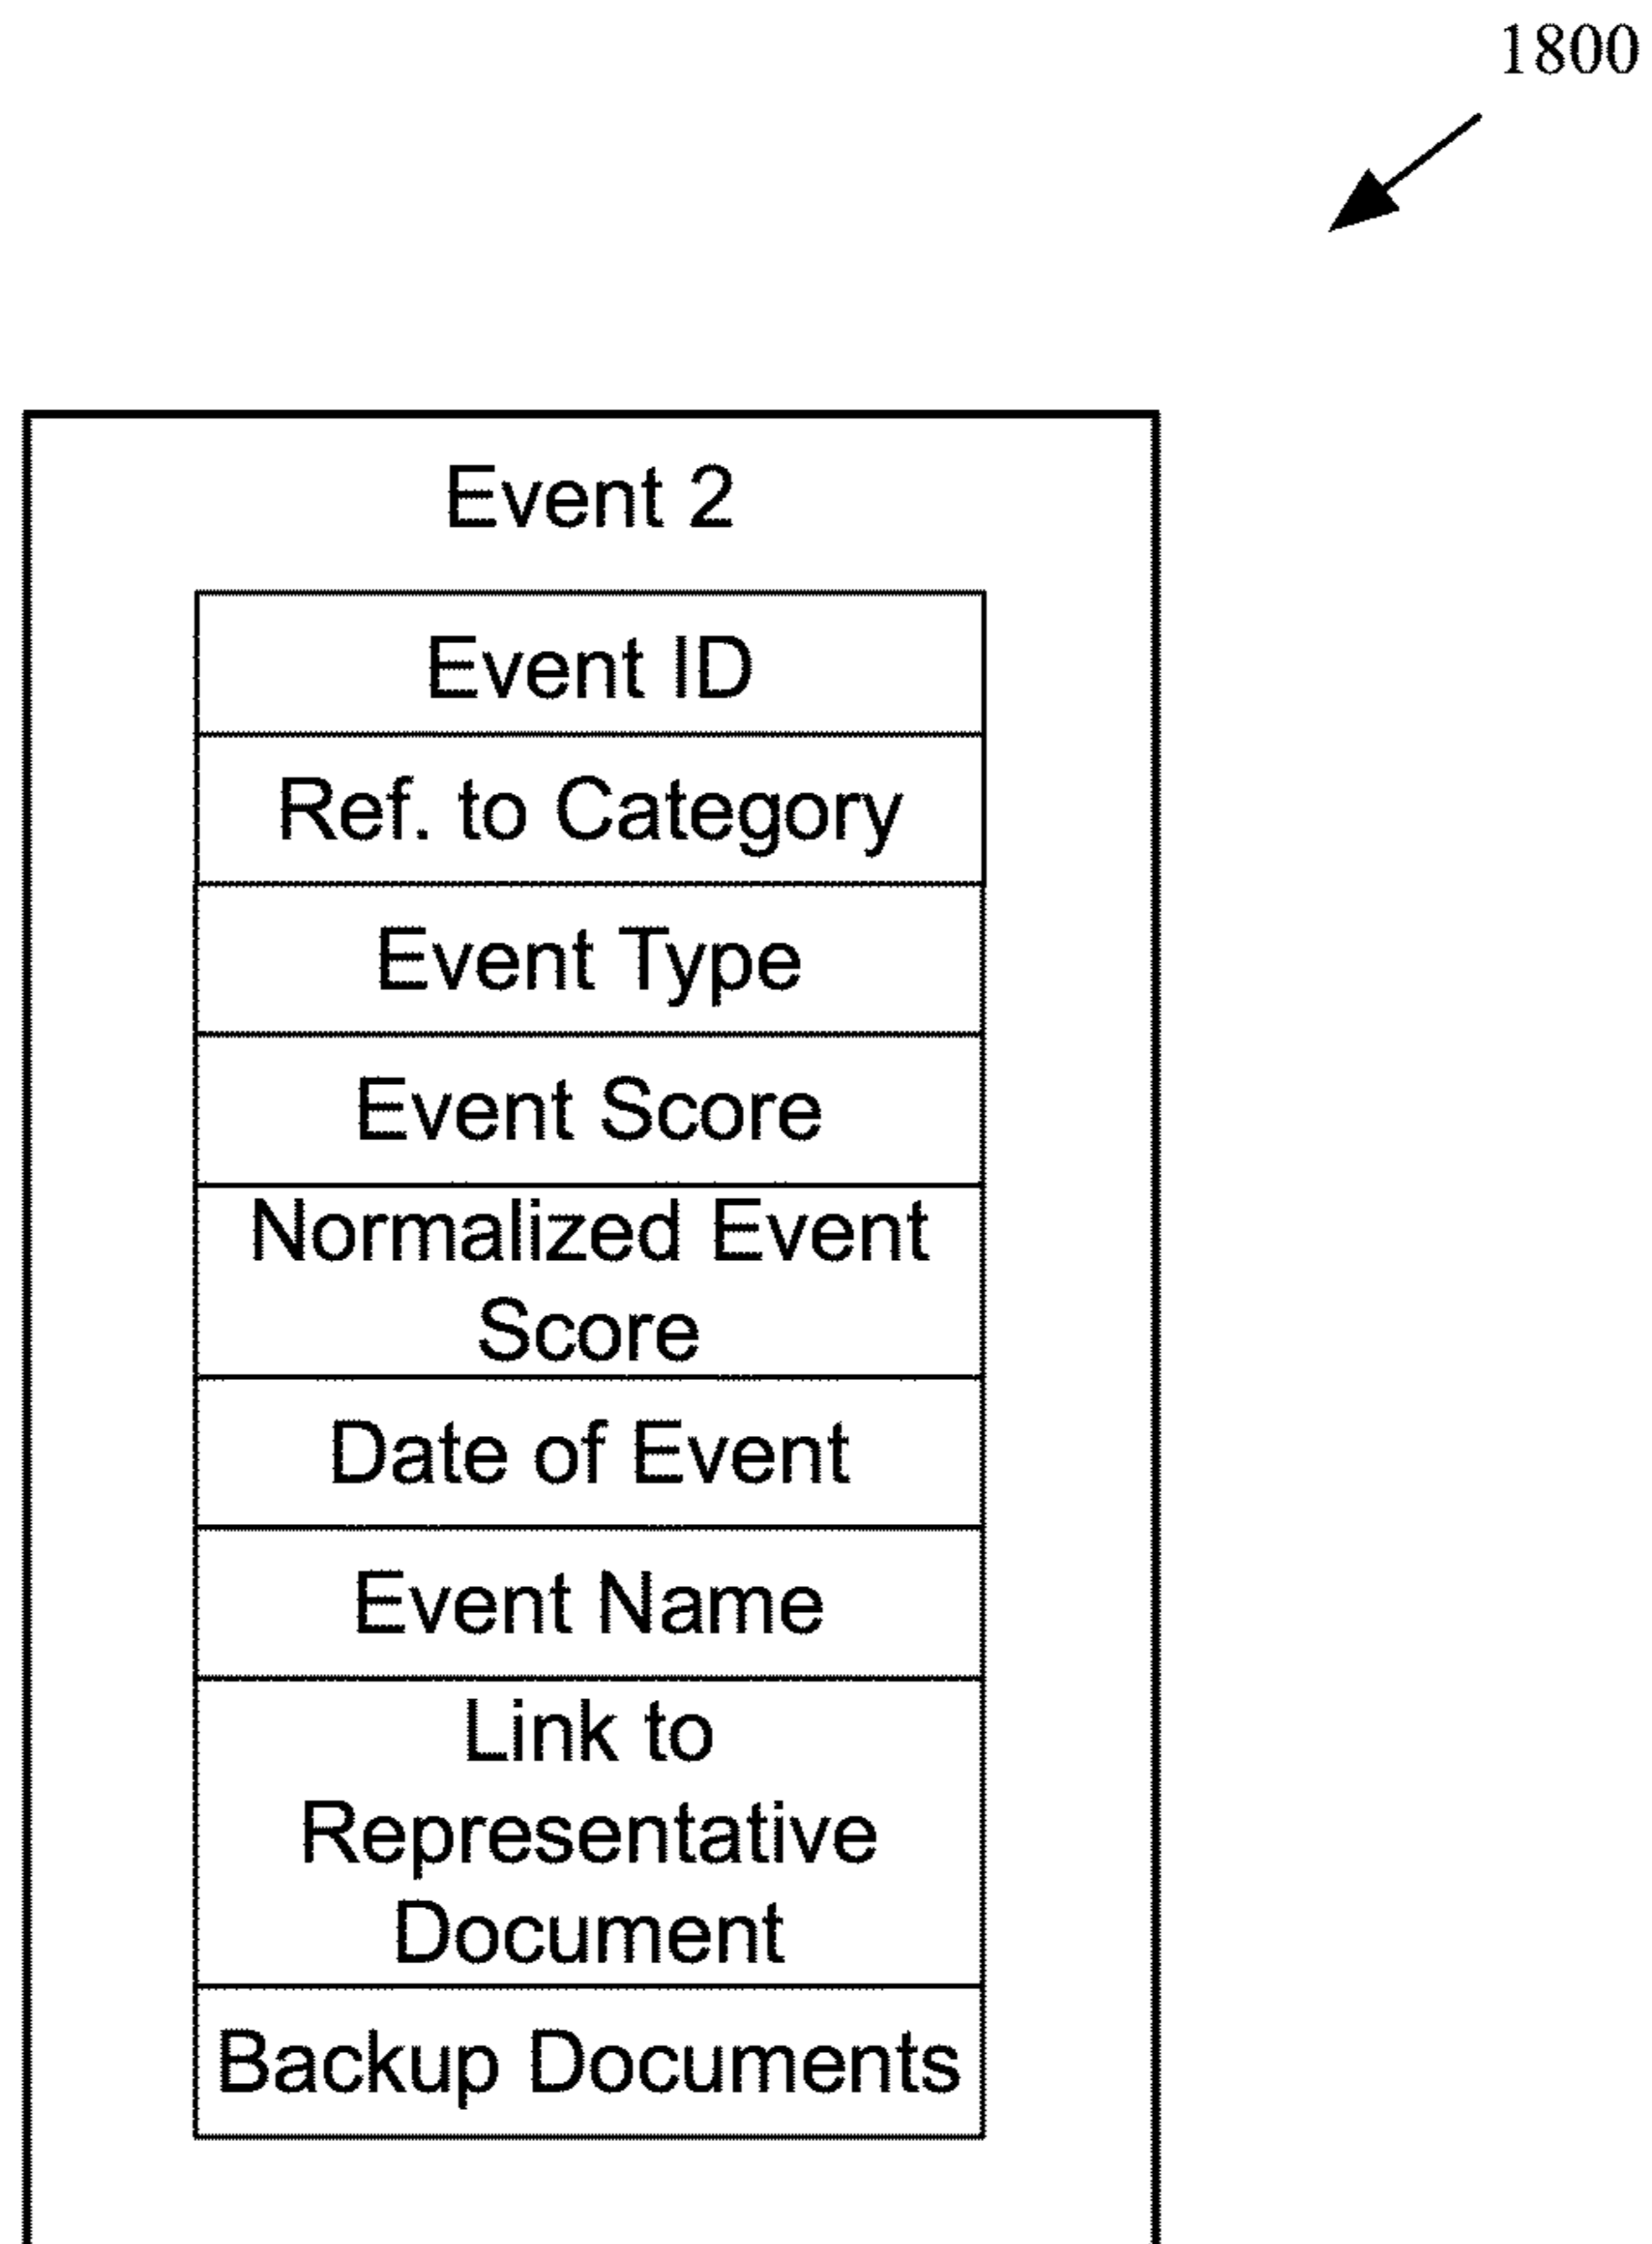 1800
Event 2
Event ID
Ref. to Category
Event Type
Event Score
Normalized Event
Score
Date of Event
Event Name
Link to
Representative
Document
Backup Documents